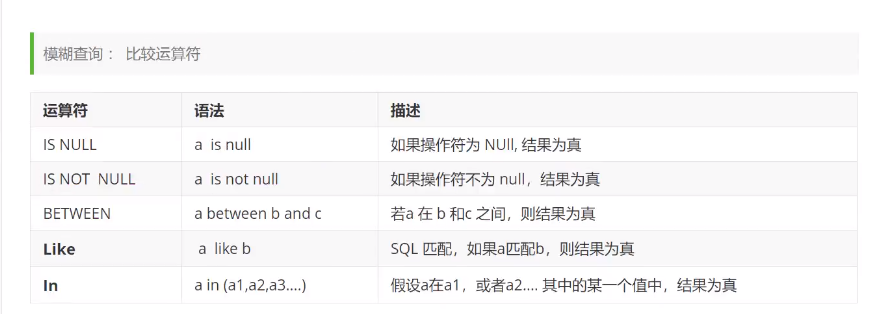 模糊查询： 比较运算符
运算符 语法 描述
IS NULL a is null 如果操作符为 NUll, 结果为真
IS NOT NULL a is not null 如果操作符不为 null，结果为真
BETWEEN a between b and c 若a 在 b 和c 之间，则结果为真
Like a like b SQL 匹配，如果a匹配b，则结果为真
In a in (a1,a2,a3....) 假设a在a1，或者a2.... 其中的某一个值中，结果为真